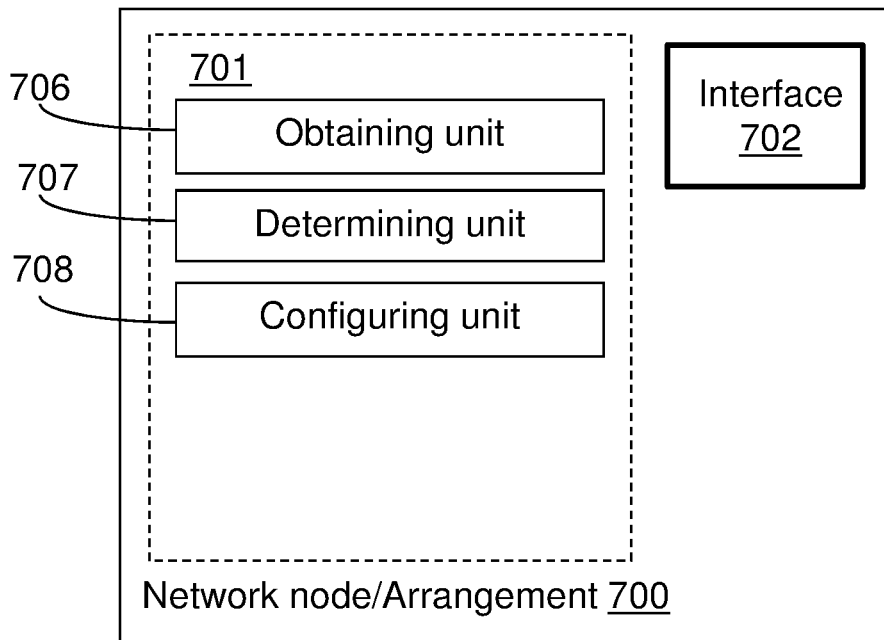 701
706
Obtaining unit
Interface
702
707
Determining unit
708
Configuring unit
Network node/Arrangement 700